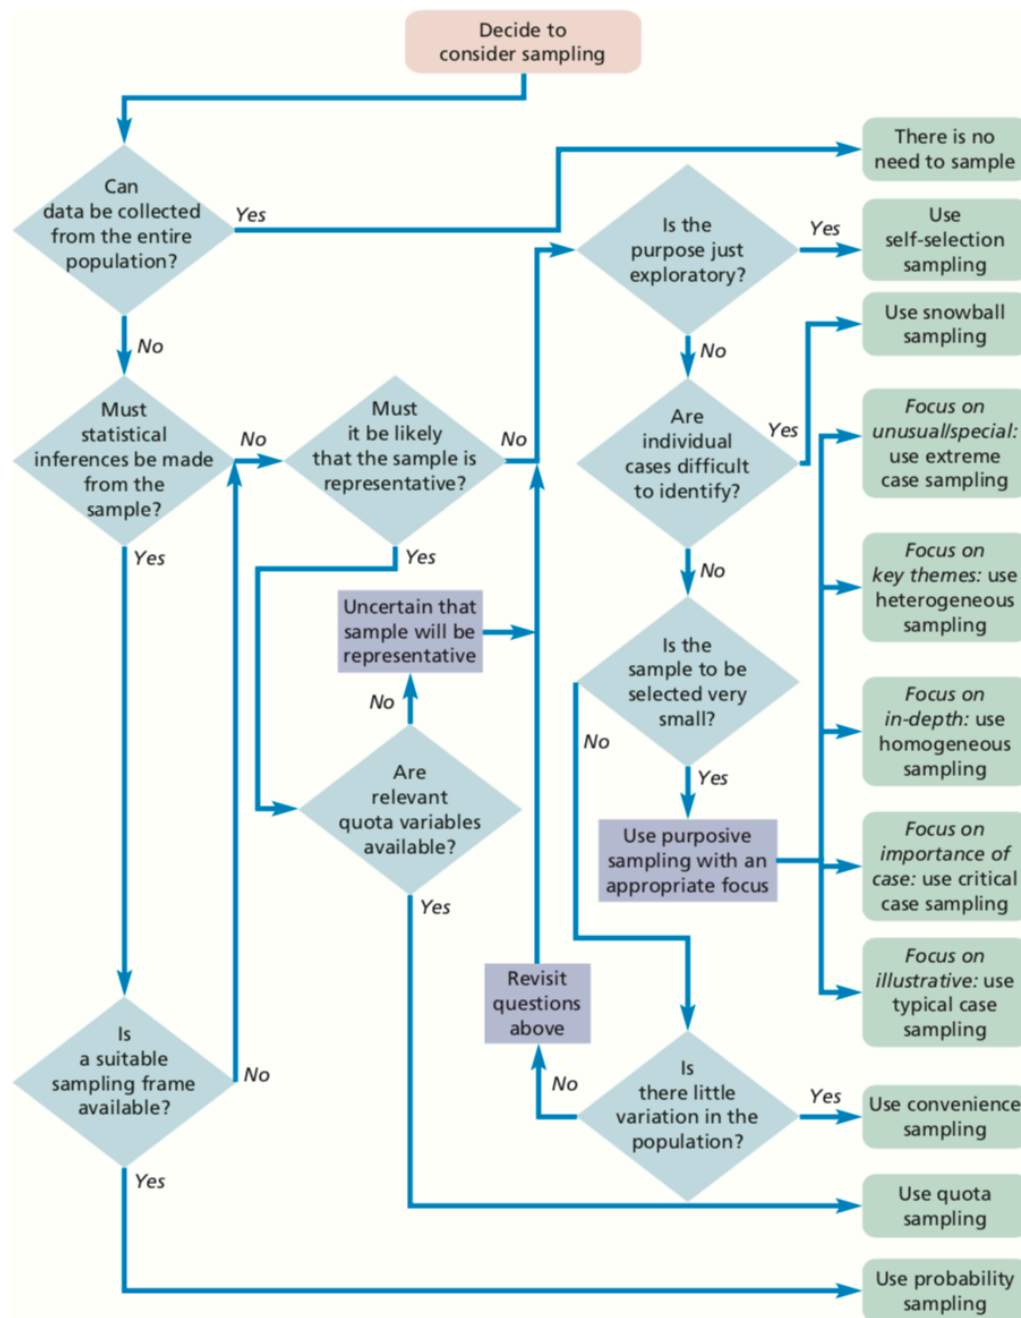 Decide to
consider sampling
Can
data be collected
from the entire
population?
Yes
No
There is no
need to sample
Is the
purpose just
exploratory?
Yes
No
Use
self-selection
sampling
Use snowball
sampling
Must
statistical
inferences be made
from the
sample?
No
Yes
Must
it be likely
that the sample is
representative?
No
Yes
Are
individual
cases difficult
to identify?
Yes
No
Focus on
unusual/special:
use extreme
case sampling
Focus on
key themes: use
heterogeneous
sampling
Uncertain that
sample will be
representative
No
Is the
sample to be
selected very
small?
No
Yes
Focus on
in-depth: use
homogeneous
sampling
Are
relevant
quota variables
available?
Yes
Use purposive
sampling with an
appropriate focus
Focus on
importance of
case: use critical
case sampling
Focus on
illustrative: use
typical case
sampling
Revisit
questions
above
No
Is
a suitable
sampling frame
available?
No
Yes
Is
there little
variation in the
population?
Yes
Use convenience
sampling
Use quota
sampling
Use probability
sampling